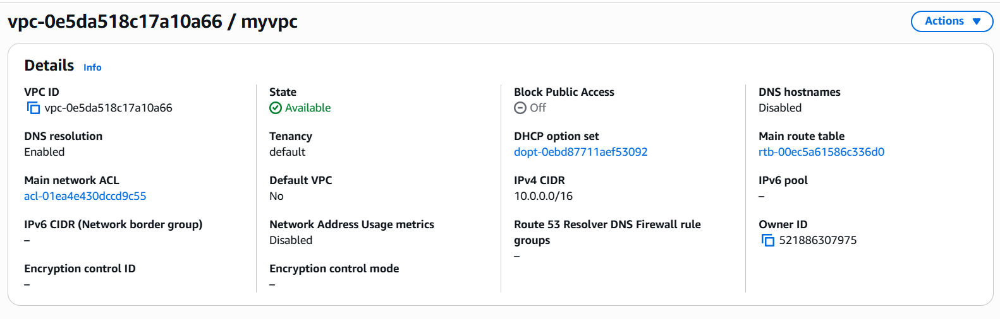 vpc-0e5da518c17a10a66 / myvpc
Actions
Details Info
VPC ID
vpc-0e5da518c17a10a66
State
Available
Block Public Access
Off
DNS hostnames
Disabled
DNS resolution
Enabled
Tenancy
default
DHCP option set
dopt-0ebd87711aef53092
Main route table
rtb-00ec5a61586c336d0
Main network ACL
acl-01ea4e430dccd9c55
Default VPC
No
IPv4 CIDR
10.0.0.0/16
IPv6 pool
–
IPv6 CIDR (Network border group)
–
Network Address Usage metrics
Disabled
Route 53 Resolver DNS Firewall rule
groups
–
Owner ID
521886307975
Encryption control ID
–
Encryption control mode
–